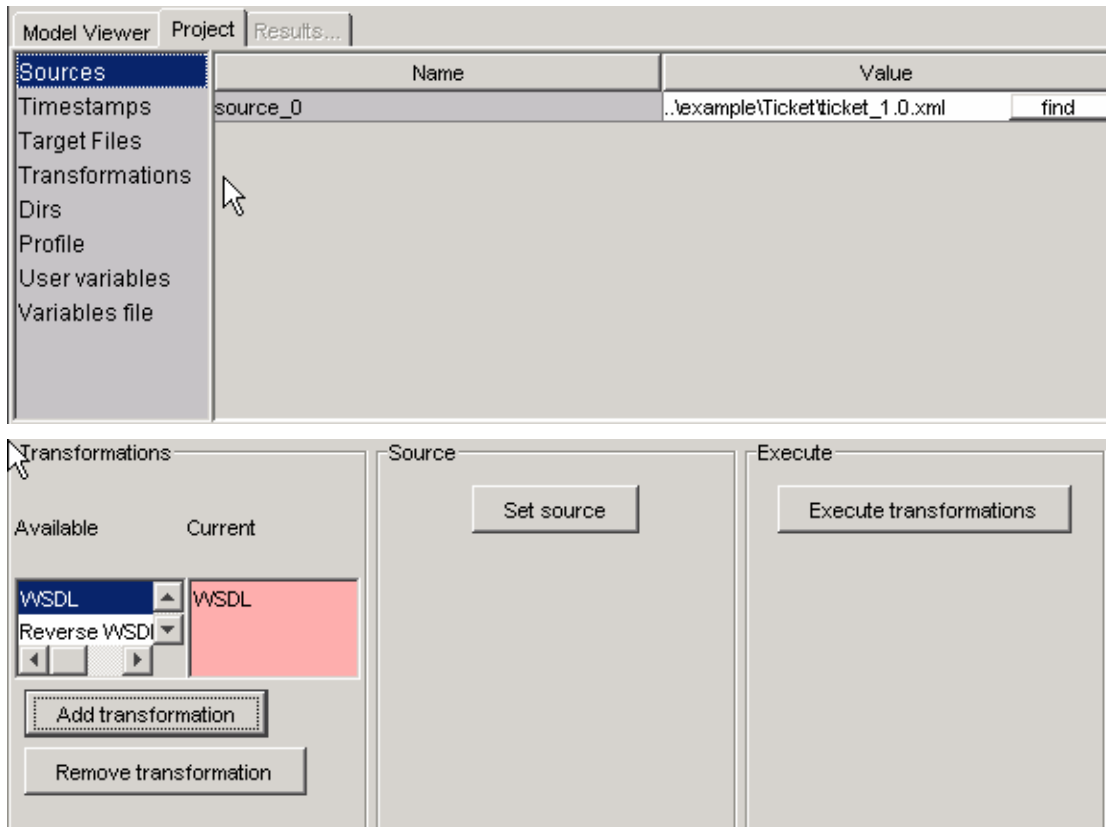 Model Viewer Project Results...
Sources Name Value
Timestamps source_0 ..\example\Ticket\ticket_1.0.xml find
Target Files
Transformations
Dirs
Profile
User variables
Variables file
Transformations Source Execute
Set source Execute transformations
Available Current
WSDL WSDL
Reverse WSDI
Add transformation
Remove transformation